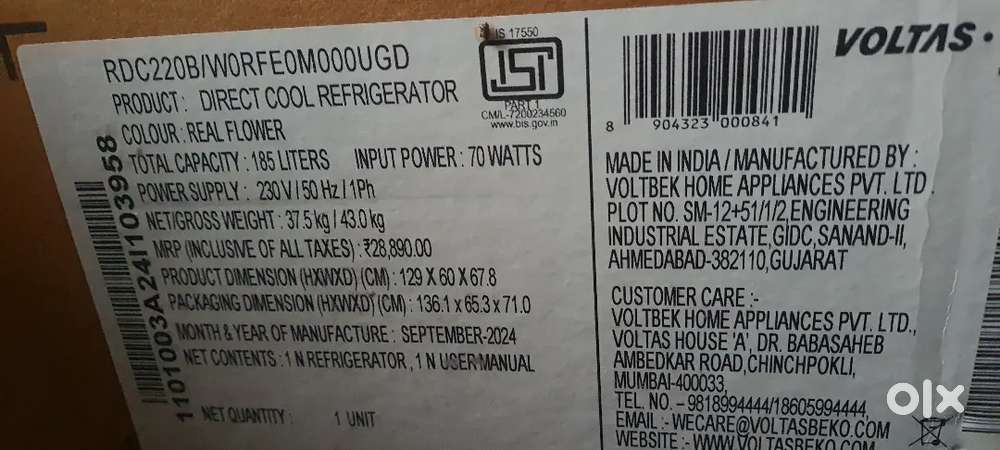 RDC220B/W0RFE0M000UGD
PRODUCT : DIRECT COOL REFRIGERATOR
COLOUR : REAL FLOWER
TOTAL CAPACITY : 185 LITERS INPUT POWER : 70 WATTS
POWER SUPPLY : 230 V / 50 Hz / 1Ph
NET/GROSS WEIGHT : 37.5 kg / 43.0 kg
MRP (INCLUSIVE OF ALL TAXES) : ₹28,890.00
PRODUCT DIMENSION (HXWXD) (CM) : 129 X 60 X 67.8
PACKAGING DIMENSION (HXWXD) (CM) : 136.1 x 65.3 x 71.0
MONTH & YEAR OF MANUFACTURE : SEPTEMBER-2024
NET CONTENTS : 1 N REFRIGERATOR , 1 N USER MANUAL
NET QUANTITY : 1 UNIT
1101003A24I103958
IS 17550
ISI
PART 1
CM/L-7200234560
www.bis.gov.in
VOLTAS
8 904323 000841
MADE IN INDIA / MANUFACTURED BY :
VOLTBEK HOME APPLIANCES PVT. LTD.
PLOT NO. SM-12+51/1/2,ENGINEERING
INDUSTRIAL ESTATE,GIDC,SANAND-II,
AHMEDABAD-382110,GUJARAT
CUSTOMER CARE :-
VOLTBEK HOME APPLIANCES PVT. LTD.,
VOLTAS HOUSE 'A', DR. BABASAHEB
AMBEDKAR ROAD,CHINCHPOKLI,
MUMBAI-400033,
TEL. NO. – 9818994444/18605994444,
EMAIL :- WECARE@VOLTASBEKO.COM
WEBSITE :- WWW.VOLTASBEKO.COM
olx